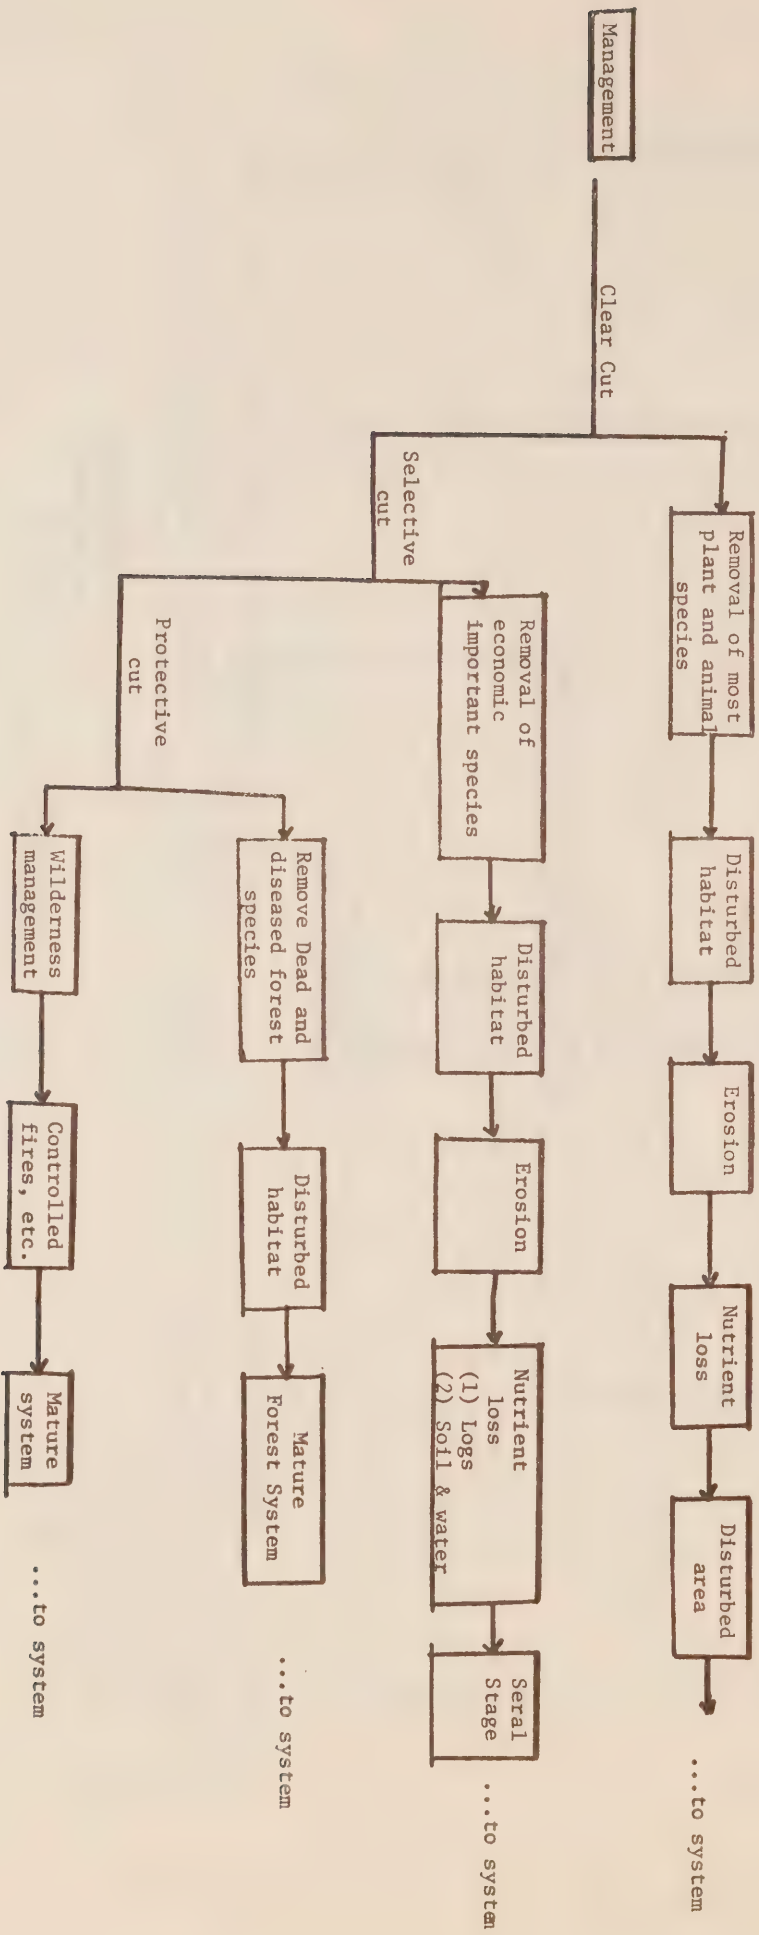 Management
Clear Cut
Removal of most
plant and animal
species
Disturbed
habitat
Erosion
Nutrient
loss
Disturbed
area
...to system
Selective
cut
Removal of
economic
important species
Disturbed
habitat
Erosion
Nutrient
loss
(1) Logs
(2) Soil & water
Seral
Stage
...to system
Protective
cut
Remove Dead and
diseased forest
species
Disturbed
habitat
Mature
Forest System
...to system
Wilderness
management
Controlled
fires, etc.
Mature
system
...to system